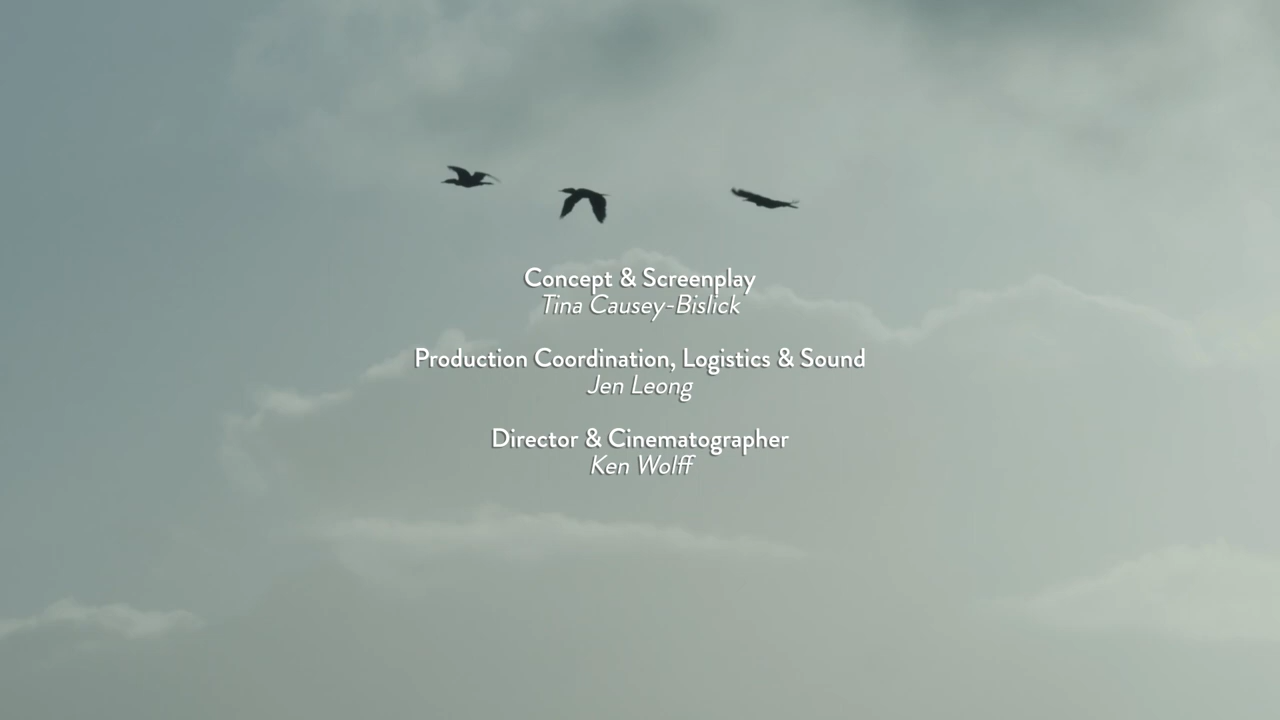 Concept & Screenplay
Tina Causey-Bislick
Production Coordination, Logistics & Sound
Jen Leong
Director & Cinematographer
Ken Wolff